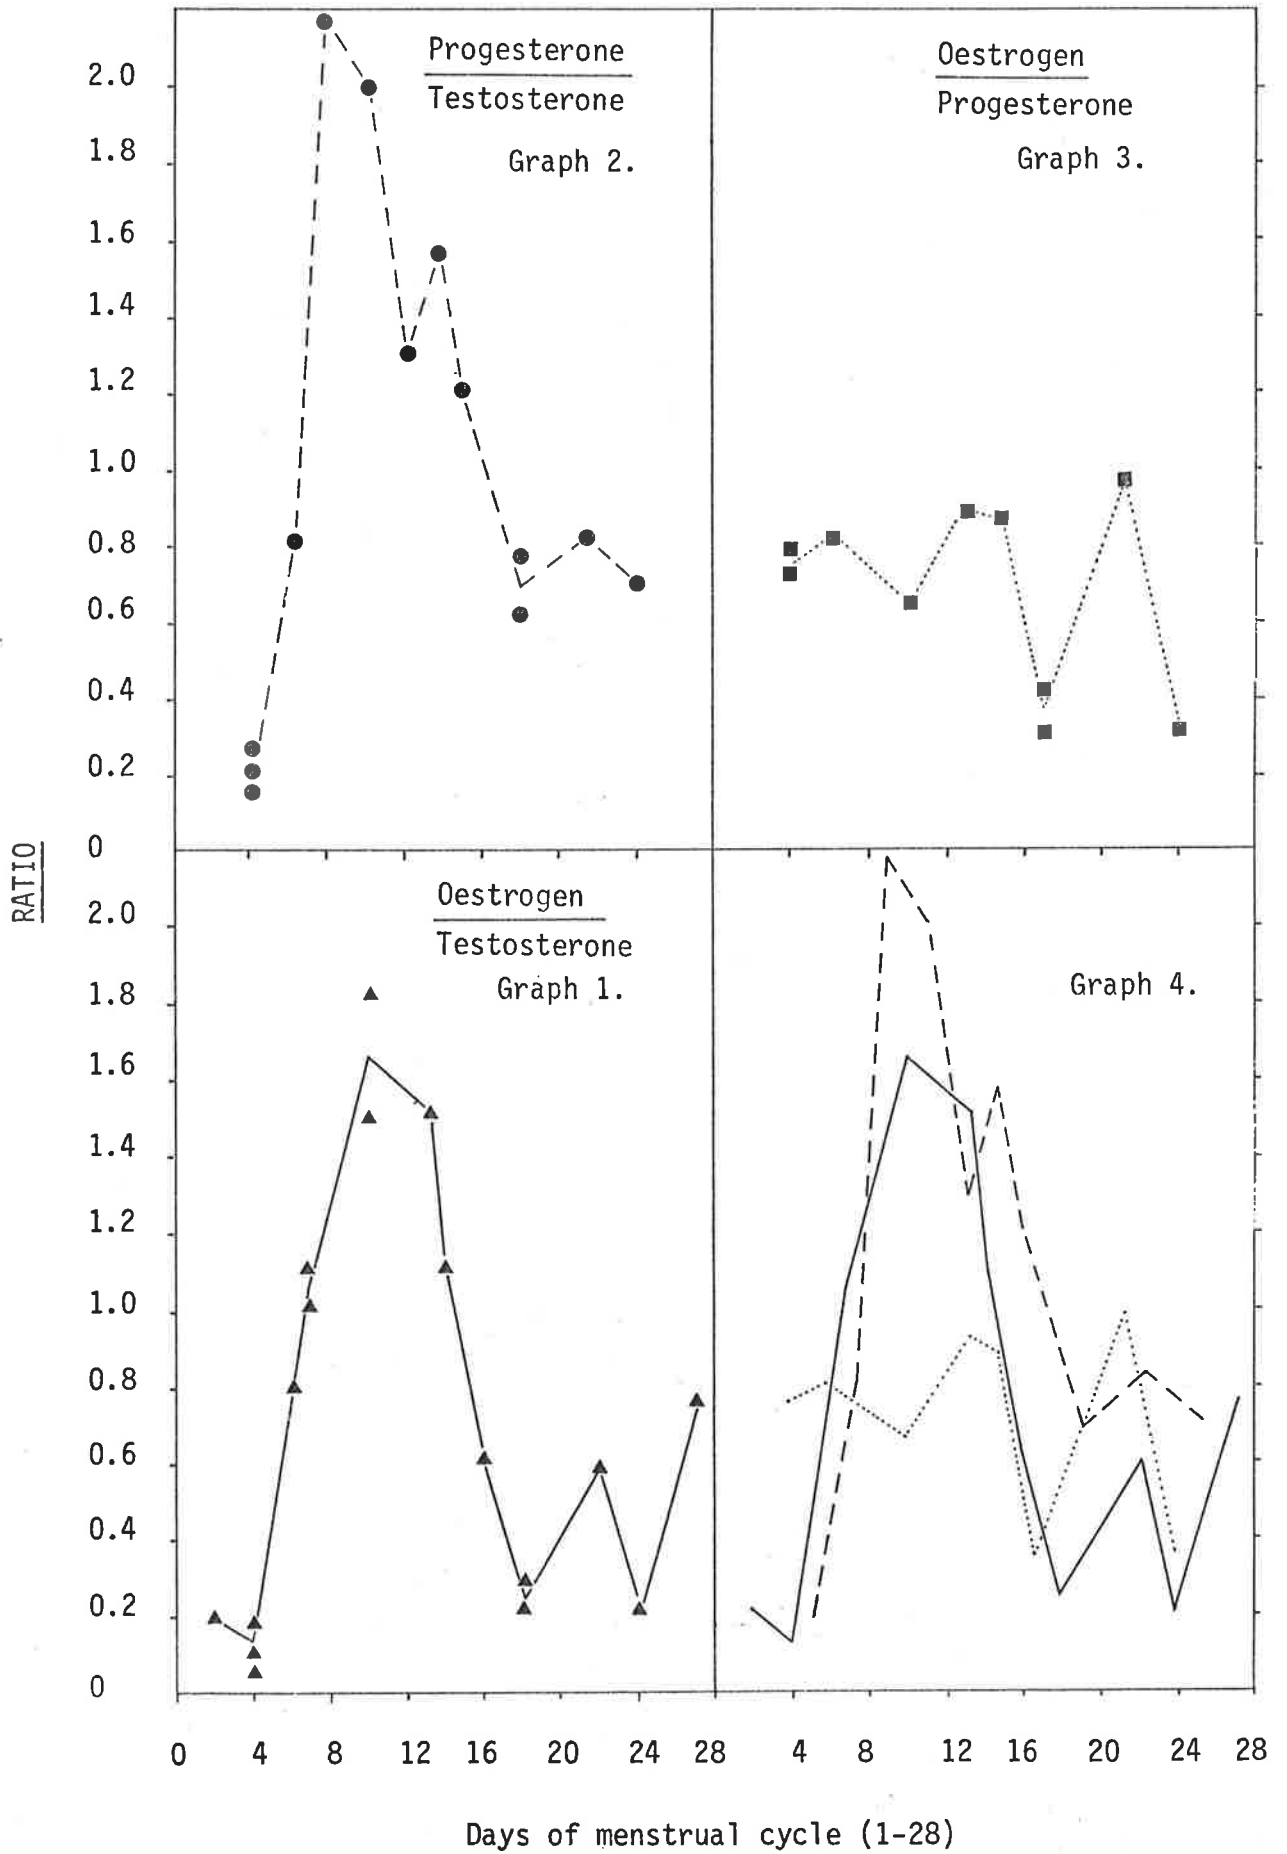 Progesterone
Testosterone
Graph 2.
Oestrogen
Progesterone
Graph 3.
2.0
1.8
1.6
1.4
1.2
1.0
0.8
0.6
0.4
0.2
0
RATIO
Oestrogen
Testosterone
Graph 1.
Graph 4.
2.0
1.8
1.6
1.4
1.2
1.0
0.8
0.6
0.4
0.2
0
0 4 8 12 16 20 24 28 4 8 12 16 20 24 28
Days of menstrual cycle (1-28)